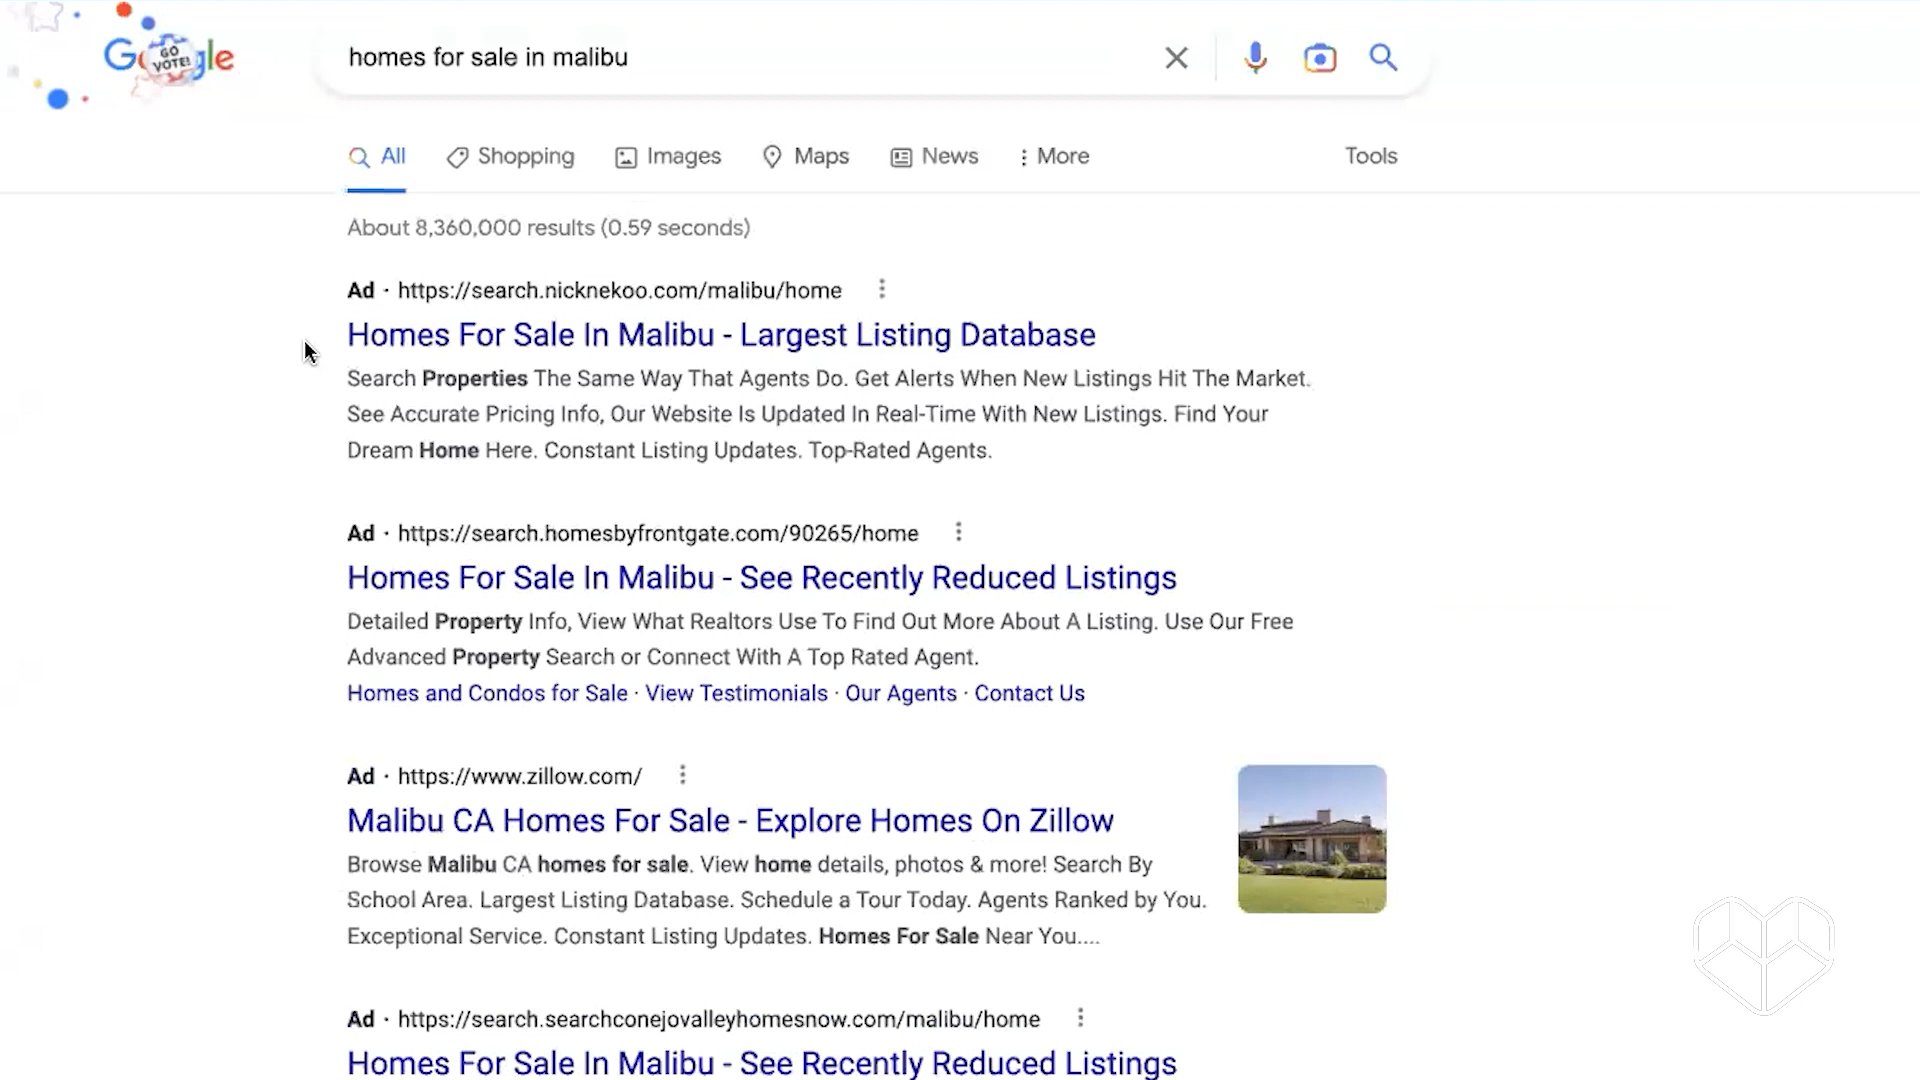 Google
GO
VOTE!
homes for sale in malibu
All
Shopping
Images
Maps
News
More
Tools
About 8,360,000 results (0.59 seconds)
Ad · https://search.nicknekoo.com/malibu/home
Homes For Sale In Malibu - Largest Listing Database
Search Properties The Same Way That Agents Do. Get Alerts When New Listings Hit The Market.
See Accurate Pricing Info, Our Website Is Updated In Real-Time With New Listings. Find Your
Dream Home Here. Constant Listing Updates. Top-Rated Agents.
Ad · https://search.homesbyfrontgate.com/90265/home
Homes For Sale In Malibu - See Recently Reduced Listings
Detailed Property Info, View What Realtors Use To Find Out More About A Listing. Use Our Free
Advanced Property Search or Connect With A Top Rated Agent.
Homes and Condos for Sale · View Testimonials · Our Agents · Contact Us
Ad · https://www.zillow.com/
Malibu CA Homes For Sale - Explore Homes On Zillow
Browse Malibu CA homes for sale. View home details, photos & more! Search By
School Area. Largest Listing Database. Schedule a Tour Today. Agents Ranked by You.
Exceptional Service. Constant Listing Updates. Homes For Sale Near You....
Ad · https://search.searchconejovalleyhomesnow.com/malibu/home
Homes For Sale In Malibu - See Recently Reduced Listings